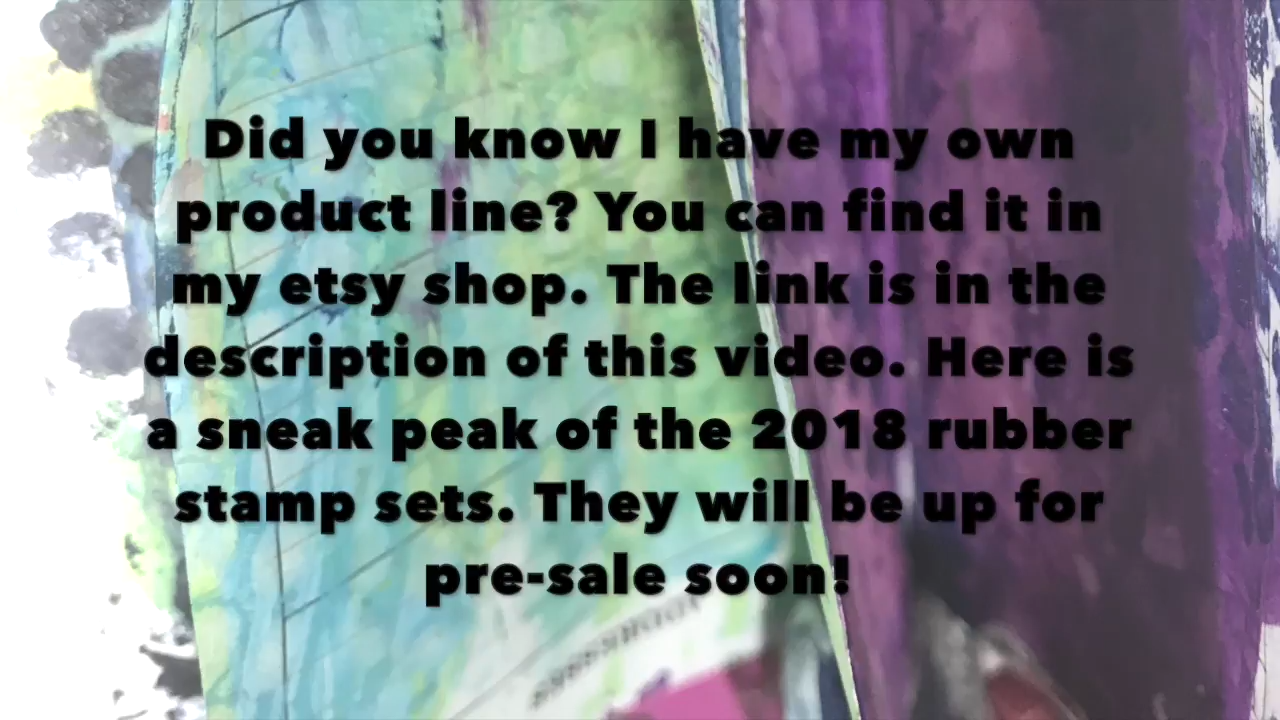 Did you know I have my own
product line? You can find it in
my etsy shop. The link is in the
description of this video. Here is
a sneak peak of the 2018 rubber
stamp sets. They will be up for
pre-sale soon!